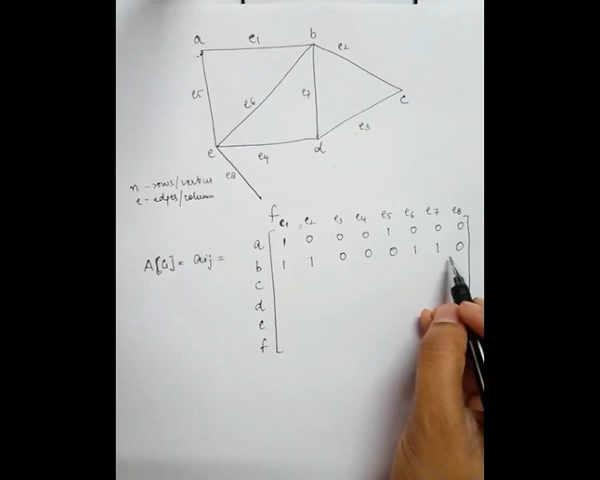 a e1 b e2
e5 e6 e7 c
e e4 d e3
e8
n - rows/vertices
e - edges/column
f
e1 e2 e3 e4 e5 e6 e7 e8
a 1 0 0 0 1 0 0 0
A[G] = aij =
b 1 1 0 0 0 1 1 0
c
d
e
f